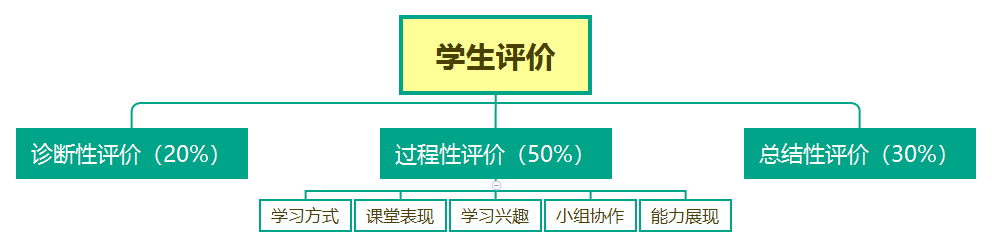 学生评价
诊断性评价（20%）
过程性评价（50%）
总结性评价（30%）
学习方式
课堂表现
学习兴趣
小组协作
能力展现